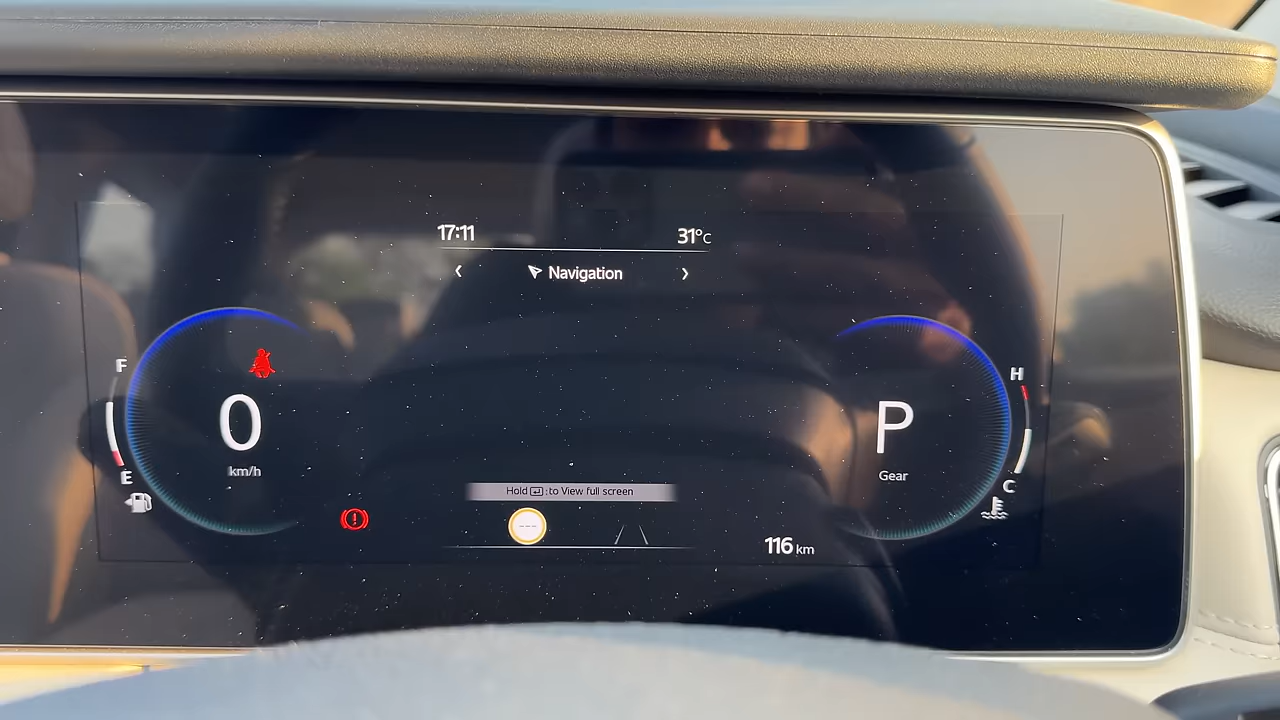 17:11
31°C
< Navigation >
F
H
0
P
km/h
Gear
E
C
Hold :to View full screen
---
116 km